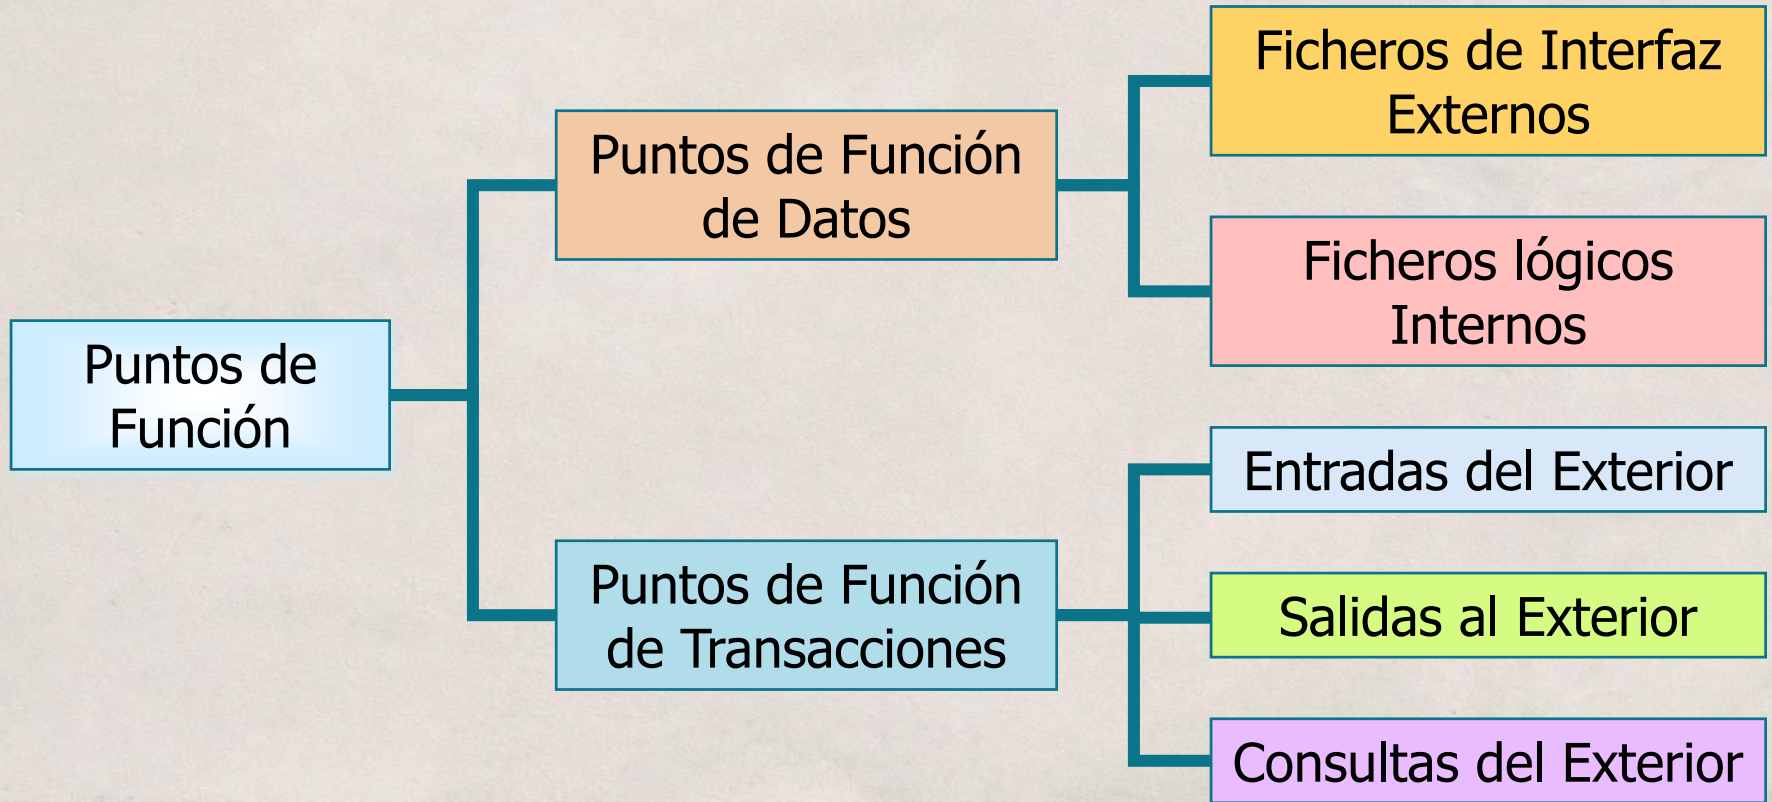 Puntos de
Función
Puntos de Función
de Datos
Ficheros de Interfaz
Externos
Ficheros lógicos
Internos
Puntos de Función
de Transacciones
Entradas del Exterior
Salidas al Exterior
Consultas del Exterior